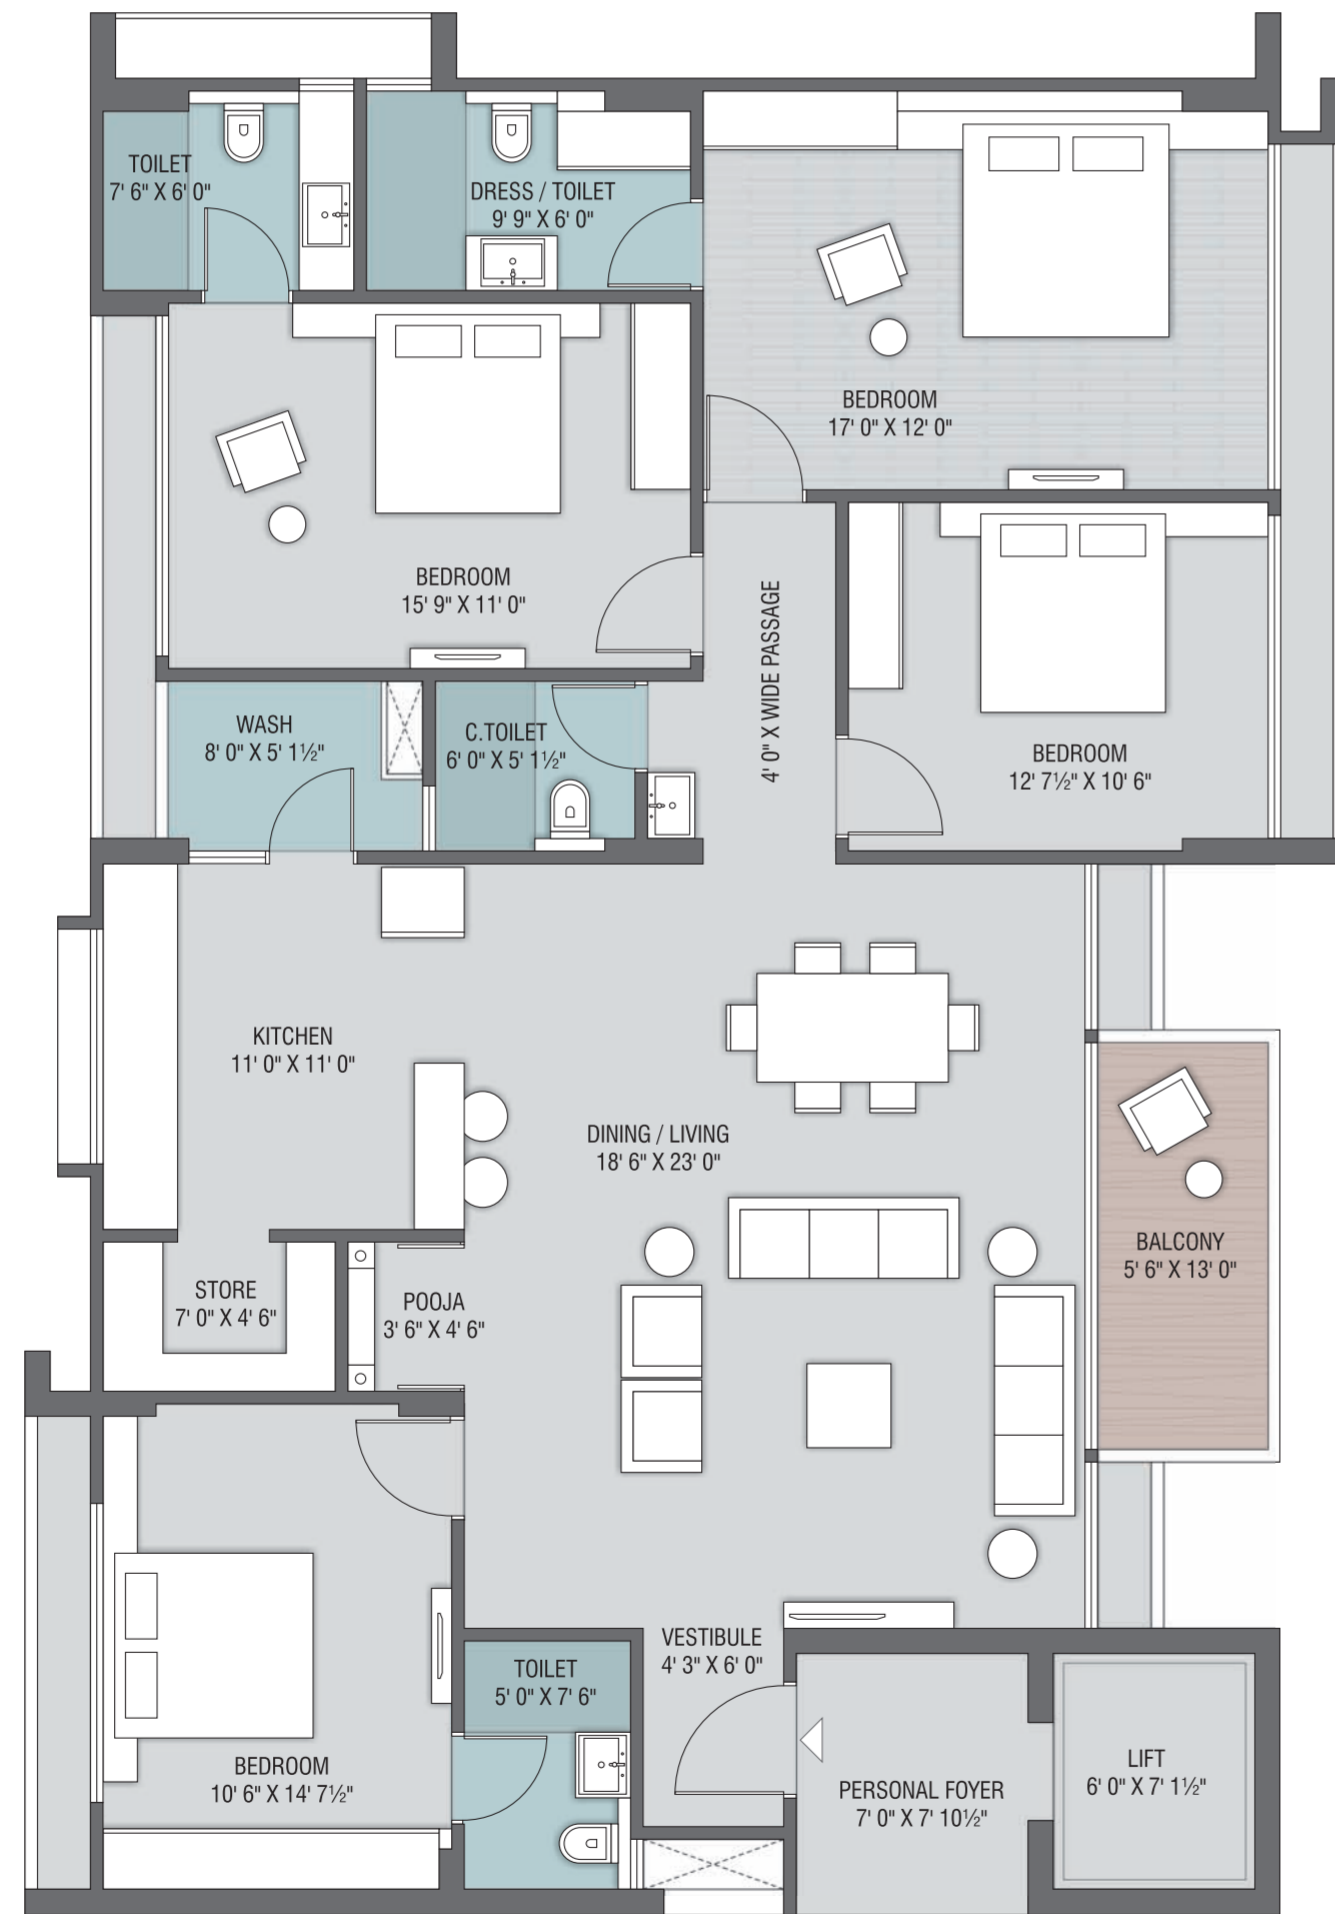 TOILET
7' 6" X 6' 0"
DRESS / TOILET
9' 9" X 6' 0"
BEDROOM
17' 0" X 12' 0"
BEDROOM
15' 9" X 11' 0"
4' 0" X WIDE PASSAGE
WASH
8' 0" X 5' 1½"
C.TOILET
6' 0" X 5' 1½"
BEDROOM
12' 7½" X 10' 6"
KITCHEN
11' 0" X 11' 0"
DINING / LIVING
18' 6" X 23' 0"
BALCONY
5' 6" X 13' 0"
STORE
7' 0" X 4' 6"
POOJA
3' 6" X 4' 6"
VESTIBULE
4' 3" X 6' 0"
TOILET
5' 0" X 7' 6"
BEDROOM
10' 6" X 14' 7½"
PERSONAL FOYER
7' 0" X 7' 10½"
LIFT
6' 0" X 7' 1½"